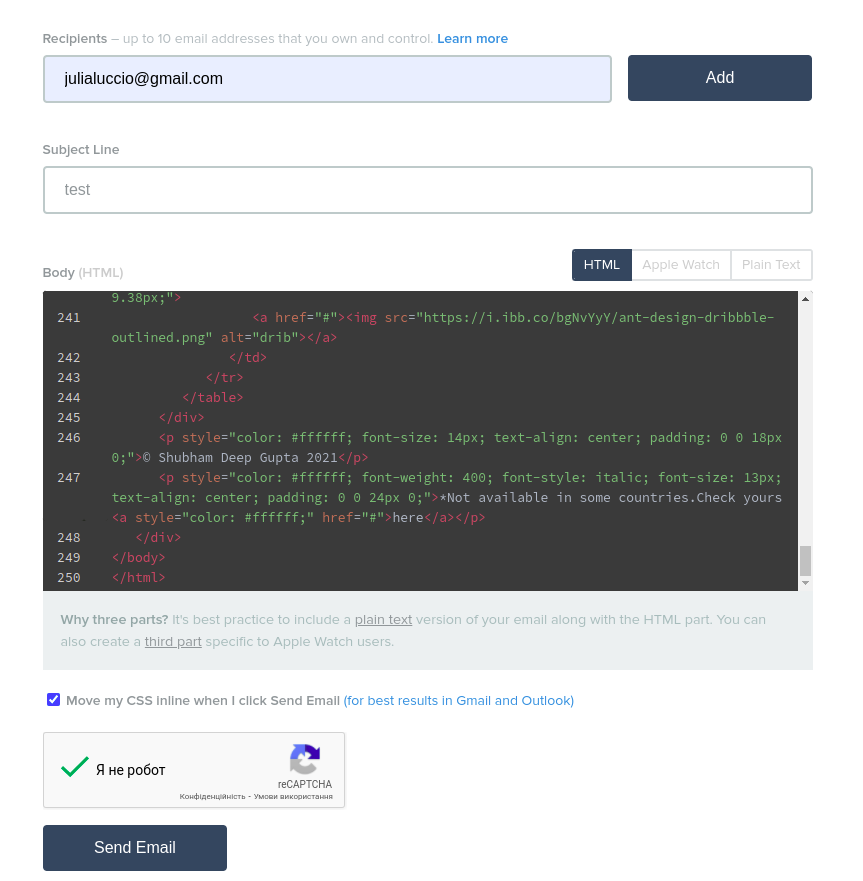 Recipients – up to 10 email addresses that you own and control. Learn more
julialuccio@gmail.com
Add
Subject Line
test
Body (HTML)
HTML
Apple Watch
Plain Text
9.38px;">
241 <a href="#"><img src="https://i.ibb.co/bgNvYyY/ant-design-dribbble-
outlined.png" alt="drib"></a>
242 </td>
243 </tr>
244 </table>
245 </div>
246 <p style="color: #ffffff; font-size: 14px; text-align: center; padding: 0 0 18px
0;">© Shubham Deep Gupta 2021</p>
247 <p style="color: #ffffff; font-weight: 400; font-style: italic; font-size: 13px;
text-align: center; padding: 0 0 24px 0;">*Not available in some countries.Check yours
<a style="color: #ffffff;" href="#">here</a></p>
248 </div>
249 </body>
250 </html>
Why three parts? It's best practice to include a plain text version of your email along with the HTML part. You can
also create a third part specific to Apple Watch users.
Move my CSS inline when I click Send Email (for best results in Gmail and Outlook)
Я не робот
reCAPTCHA
Конфіденційність - Умови використання
Send Email